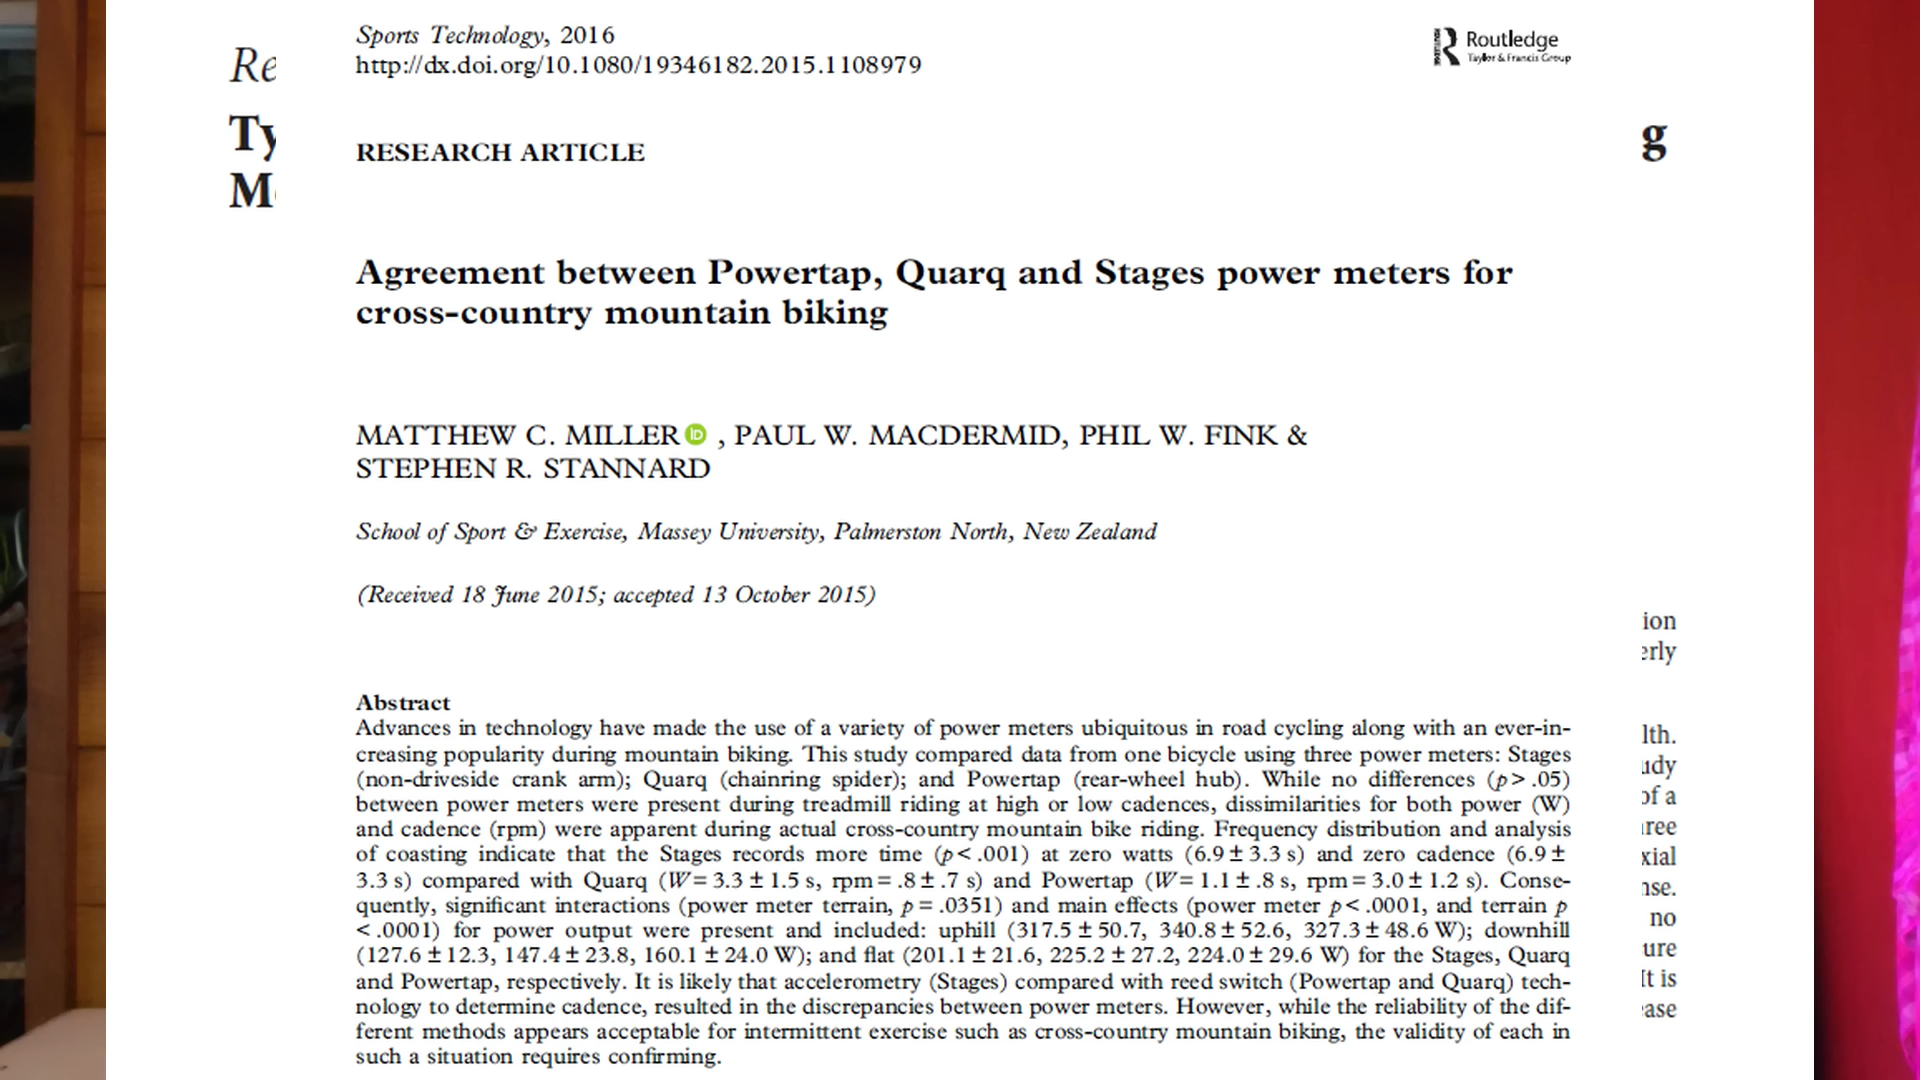 Sports Technology, 2016
http://dx.doi.org/10.1080/19346182.2015.1108979
Routledge
Taylor & Francis Group
RESEARCH ARTICLE
Agreement between Powertap, Quarq and Stages power meters for
cross-country mountain biking
MATTHEW C. MILLER iD , PAUL W. MACDERMID, PHIL W. FINK &
STEPHEN R. STANNARD
School of Sport & Exercise, Massey University, Palmerston North, New Zealand
(Received 18 June 2015; accepted 13 October 2015)
Abstract
Advances in technology have made the use of a variety of power meters ubiquitous in road cycling along with an ever-in-
creasing popularity during mountain biking. This study compared data from one bicycle using three power meters: Stages
(non-driveside crank arm); Quarq (chainring spider); and Powertap (rear-wheel hub). While no differences (p > .05)
between power meters were present during treadmill riding at high or low cadences, dissimilarities for both power (W)
and cadence (rpm) were apparent during actual cross-country mountain bike riding. Frequency distribution and analysis
of coasting indicate that the Stages records more time (p < .001) at zero watts (6.9 ± 3.3 s) and zero cadence (6.9 ±
3.3 s) compared with Quarq (W = 3.3 ± 1.5 s, rpm = .8 ± .7 s) and Powertap (W = 1.1 ± .8 s, rpm = 3.0 ± 1.2 s). Conse-
quently, significant interactions (power meter terrain, p = .0351) and main effects (power meter p < .0001, and terrain p
< .0001) for power output were present and included: uphill (317.5 ± 50.7, 340.8 ± 52.6, 327.3 ± 48.6 W); downhill
(127.6 ± 12.3, 147.4 ± 23.8, 160.1 ± 24.0 W); and flat (201.1 ± 21.6, 225.2 ± 27.2, 224.0 ± 29.6 W) for the Stages, Quarq
and Powertap, respectively. It is likely that accelerometry (Stages) compared with reed switch (Powertap and Quarq) tech-
nology to determine cadence, resulted in the discrepancies between power meters. However, while the reliability of the dif-
ferent methods appears acceptable for intermittent exercise such as cross-country mountain biking, the validity of each in
such a situation requires confirming.
Re
Ty
M
g
ion
erly
lth.
of a
no
ure
It is
ase